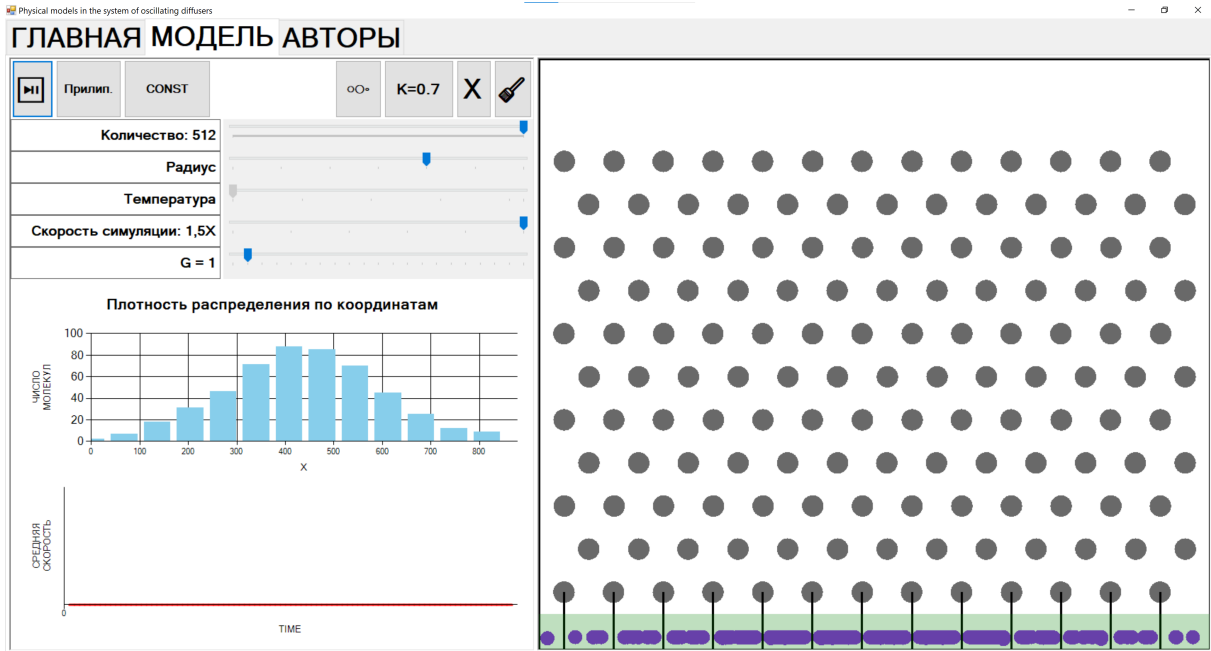 Physical models in the system of oscillating diffusers
ГЛАВНАЯ МОДЕЛЬ АВТОРЫ
Прилип. CONST K=0.7 X
Количество: 512
Радиус
Температура
Скорость симуляции: 1,5X
G = 1
Плотность распределения по координатам
ЧИСЛО
МОЛЕКУЛ
100
80
60
40
20
0
0 100 200 300 400 500 600 700 800
X
СРЕДНЯЯ
СКОРОСТЬ
0
TIME